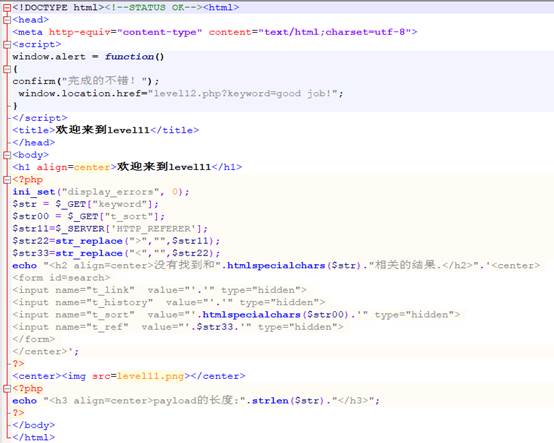 <!DOCTYPE html><!--STATUS OK--><html>
<head>
<meta http-equiv="content-type" content="text/html;charset=utf-8">
<script>
window.alert = function()
{
confirm("完成的不错！");
 window.location.href="level12.php?keyword=good job!";
}
</script>
<title>欢迎来到level11</title>
</head>
<body>
<h1 align=center>欢迎来到level11</h1>
<?php
ini_set("display_errors", 0);
$str = $_GET["keyword"];
$str00 = $_GET["t_sort"];
$str11=$_SERVER['HTTP_REFERER'];
$str22=str_replace(">","",$str11);
$str33=str_replace("<","",$str22);
echo "<h2 align=center>没有找到和".htmlspecialchars($str)."相关的结果.</h2>".'<center>
<form id=search>
<input name="t_link"  value="'.'" type="hidden">
<input name="t_history"  value="'.'" type="hidden">
<input name="t_sort"  value="'.htmlspecialchars($str00).'" type="hidden">
<input name="t_ref"  value="'.$str33.'" type="hidden">
</form>
</center>';
?>
<center><img src=level11.png></center>
<?php
echo "<h3 align=center>payload的长度:".strlen($str)."</h3>";
?>
</body>
</html>